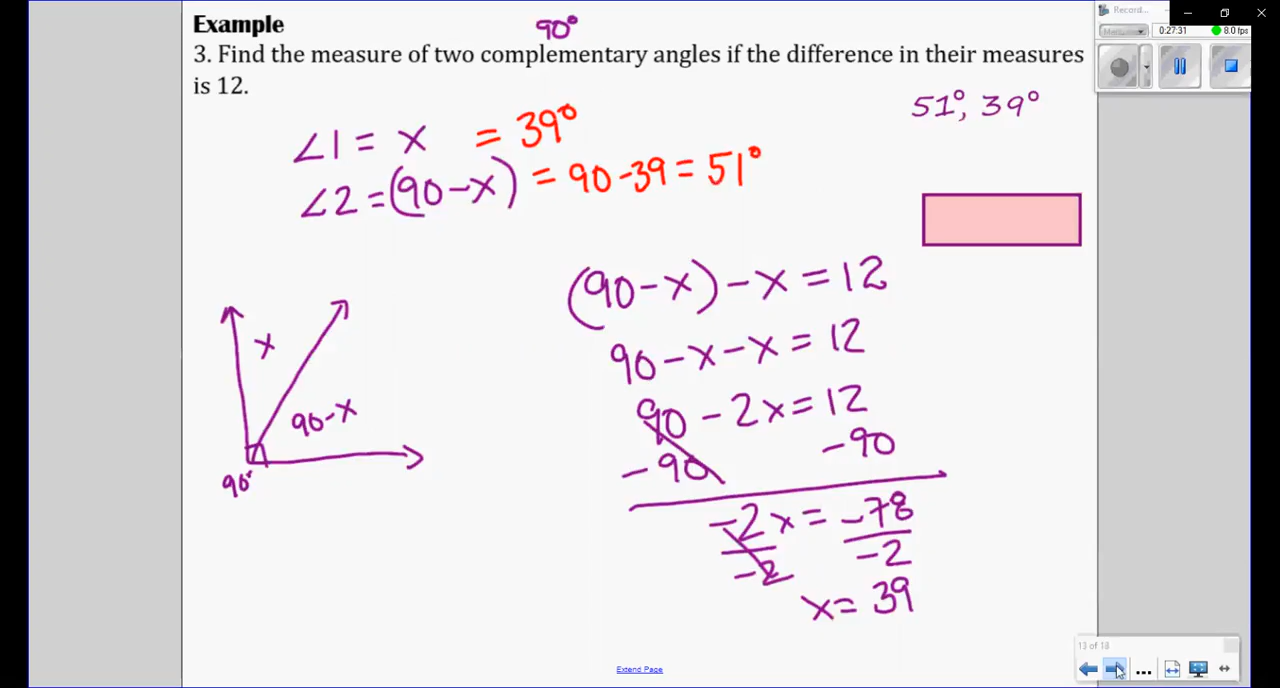 Example
90°
3. Find the measure of two complementary angles if the difference in their measures
is 12.
51°, 39°
∠1 = x = 39°
∠2 = (90-x) = 90-39 = 51°
(90-x)-x=12
90-x-x=12
90-2x=12
-90 -90
-2x = -78
-2 -2
x = 39
x
90-x
90°
Extend Page
Record...
0:27:31
8.0 fps
13 of 18
...